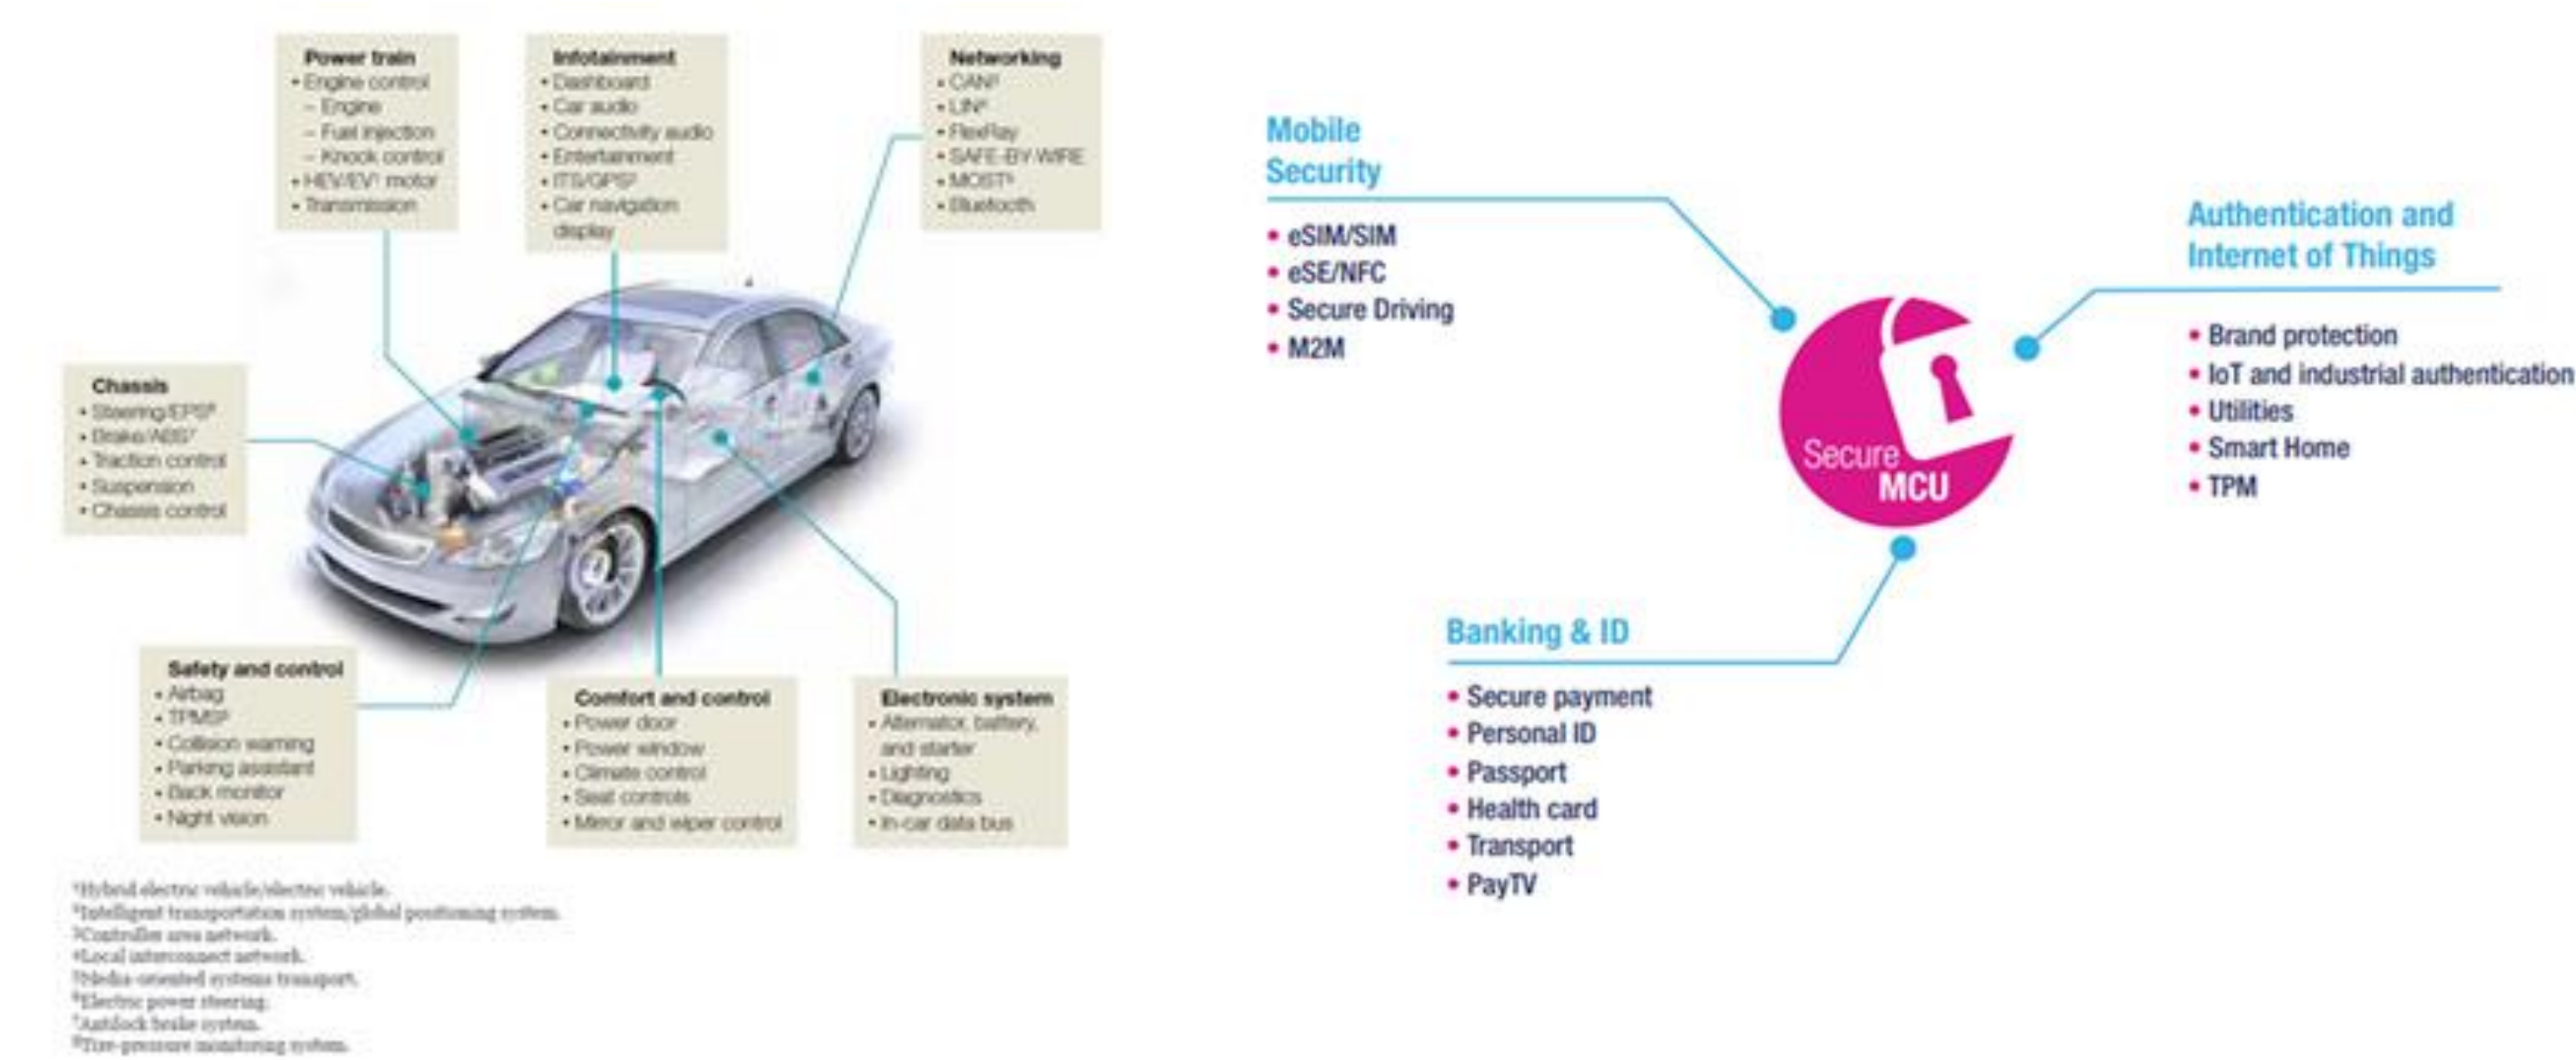 Power train
• Engine control
– Engine
– Fuel injection
– Knock control
• HEV/EV¹ motor
• Transmission
Infotainment
• Dashboard
• Car audio
• Connectivity audio
• Entertainment
• ITS/GPS²
• Car navigation
display
Networking
• CAN³
• LIN⁴
• FlexRay
• SAFE-BY-WIRE
• MOST⁵
• Bluetooth
Chassis
• Steering/EPS⁶
• Brake/ABS⁷
• Traction control
• Suspension
• Chassis control
Safety and control
• Airbag
• TPMS⁸
• Collision warning
• Parking assistant
• Back monitor
• Night vision
Comfort and control
• Power door
• Power window
• Climate control
• Seat controls
• Mirror and wiper control
Electronic system
• Alternator, battery,
and starter
• Lighting
• Diagnostics
• In-car data bus
¹Hybrid electric vehicle/electric vehicle.
²Intelligent transportation system/global positioning system.
³Controller area network.
⁴Local interconnect network.
⁵Media-oriented systems transport.
⁶Electric power steering.
⁷Antilock brake system.
⁸Tire-pressure monitoring system.
Mobile
Security
• eSIM/SIM
• eSE/NFC
• Secure Driving
• M2M
Secure
MCU
Authentication and
Internet of Things
• Brand protection
• IoT and industrial authentication
• Utilities
• Smart Home
• TPM
Banking & ID
• Secure payment
• Personal ID
• Passport
• Health card
• Transport
• PayTV